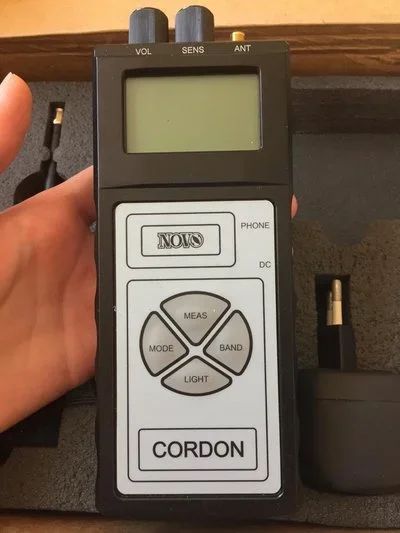 VOL SENS ANT
NOVO
PHONE
DC
MEAS
MODE BAND
LIGHT
CORDON